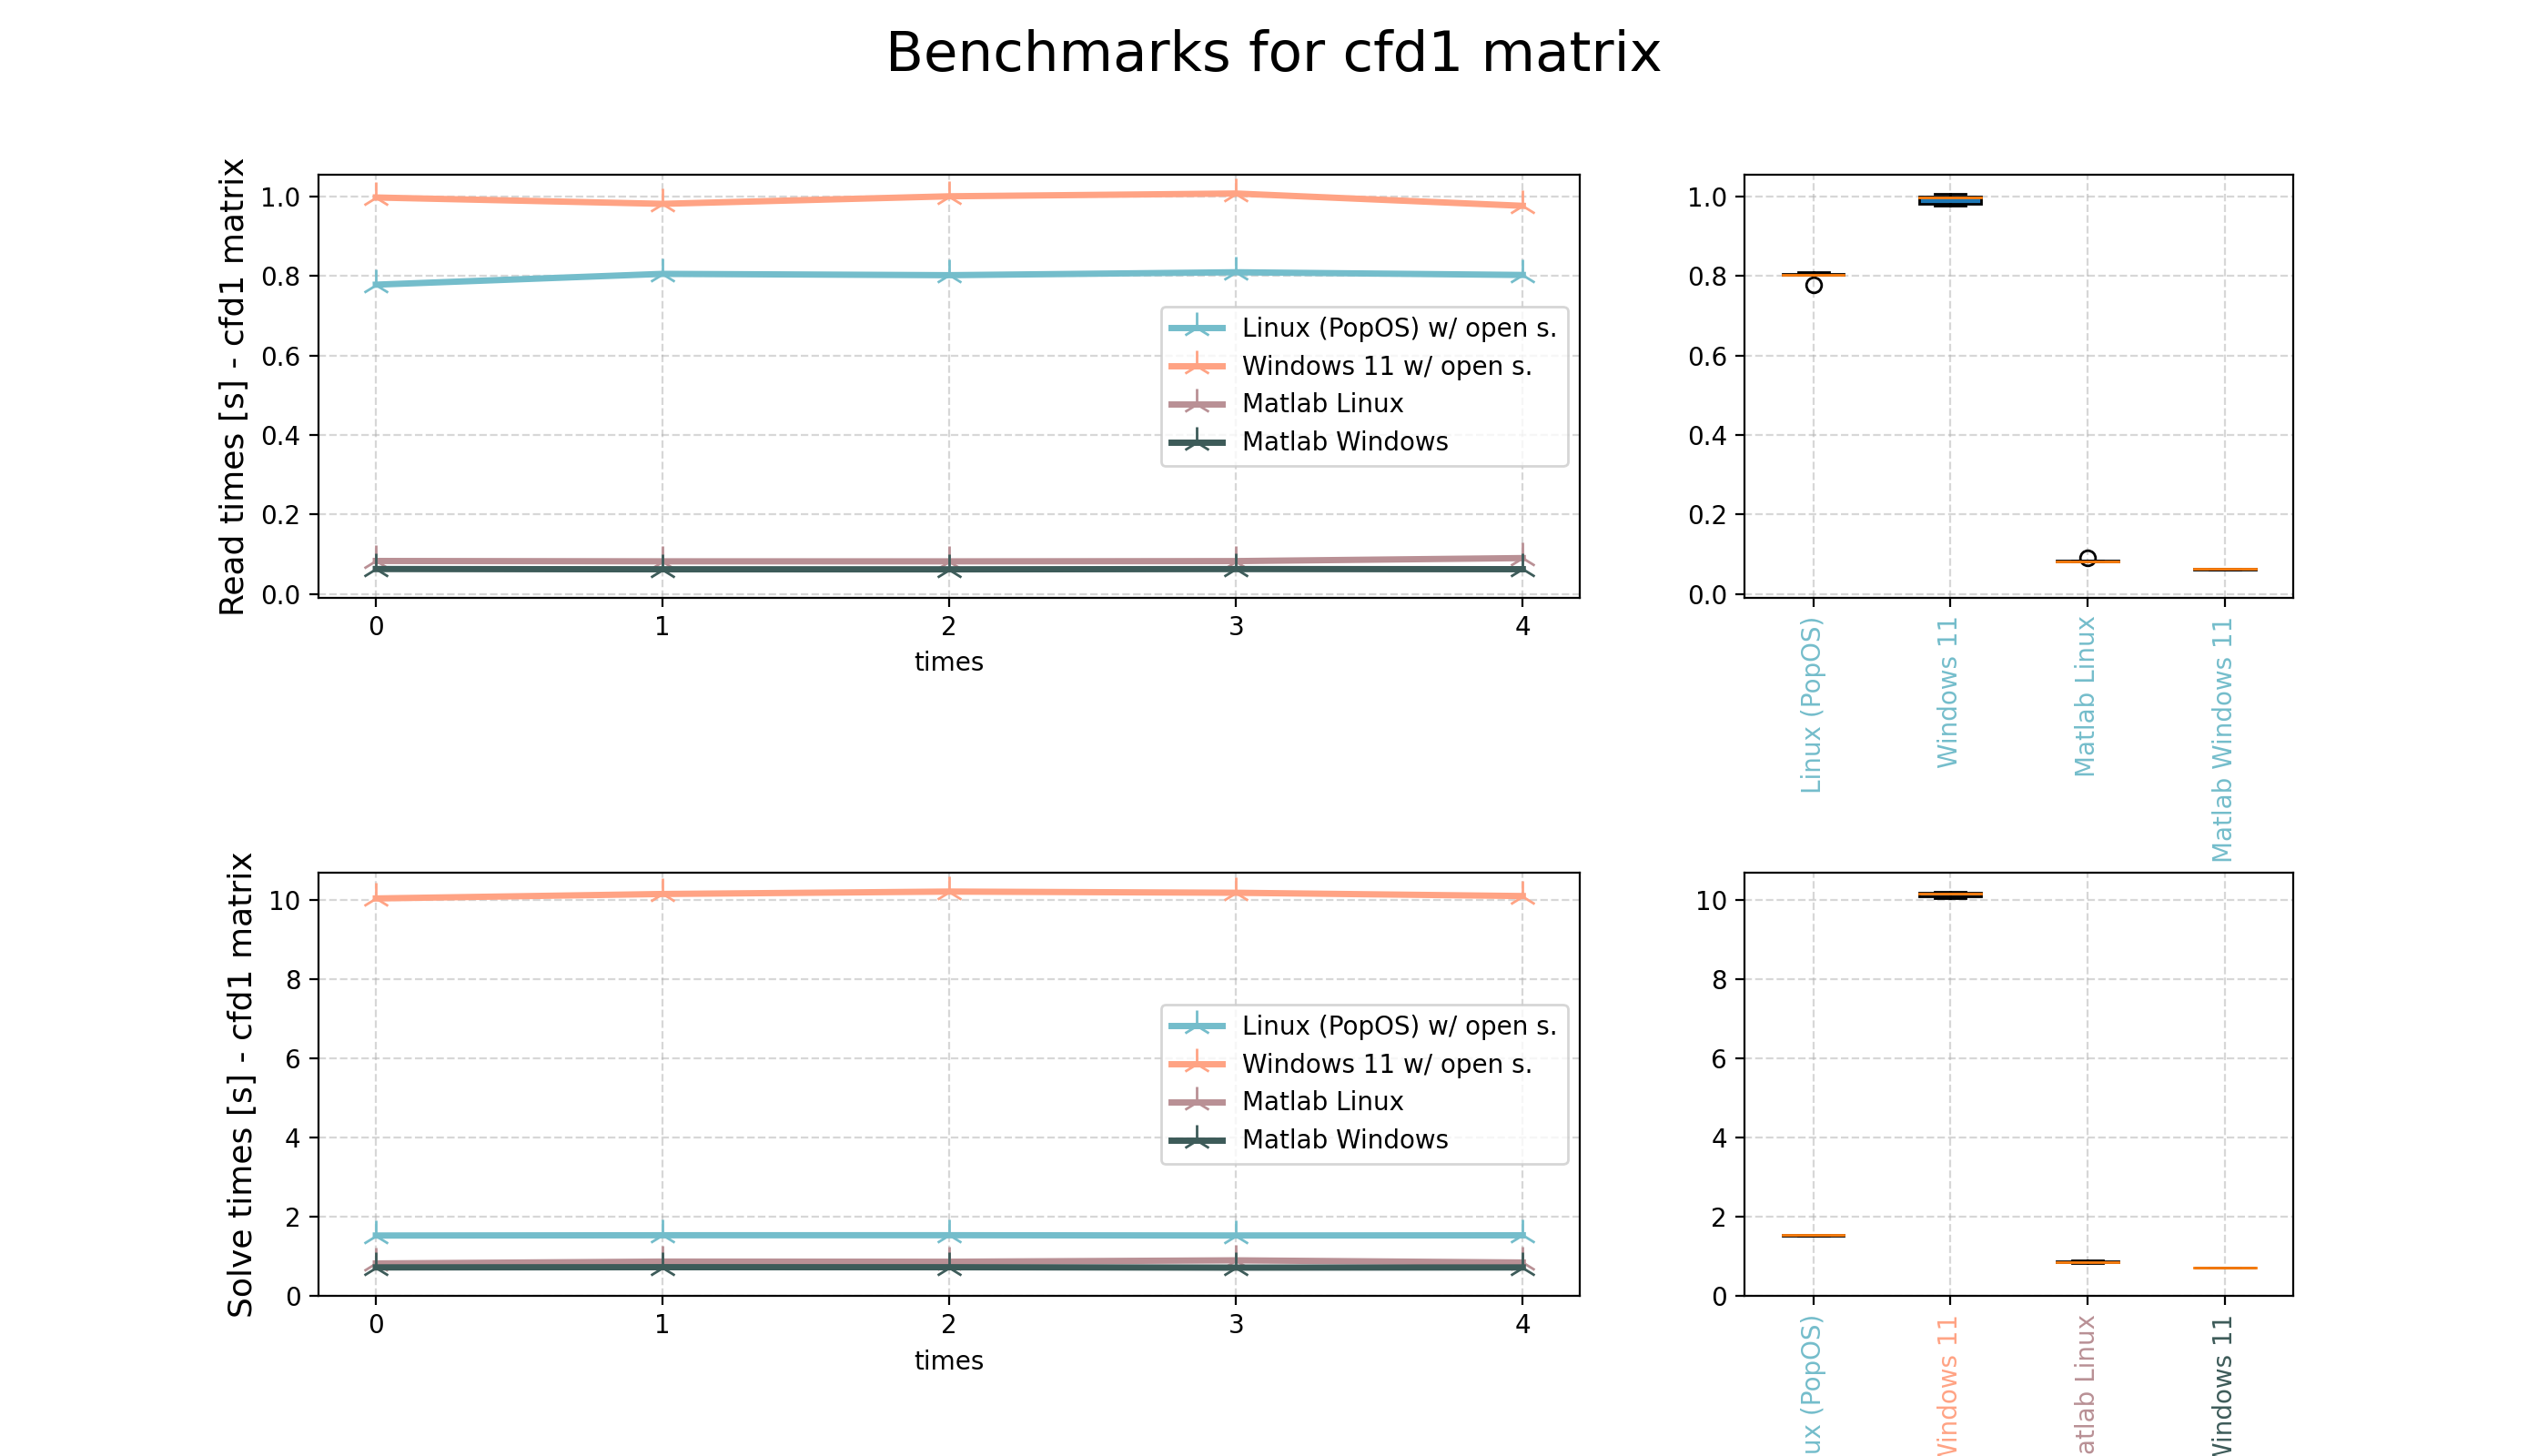 Benchmarks for cfd1 matrix
Read times [s] - cfd1 matrix
1.0
0.8
0.6
0.4
0.2
0.0
0 1 2 3 4
times
Linux (PopOS) w/ open s.
Windows 11 w/ open s.
Matlab Linux
Matlab Windows
1.0
0.8
0.6
0.4
0.2
0.0
Linux (PopOS)
Windows 11
Matlab Linux
Matlab Windows 11
Solve times [s] - cfd1 matrix
10
8
6
4
2
0
0 1 2 3 4
times
Linux (PopOS) w/ open s.
Windows 11 w/ open s.
Matlab Linux
Matlab Windows
10
8
6
4
2
0
ux (PopOS)
Windows 11
atlab Linux
Windows 11